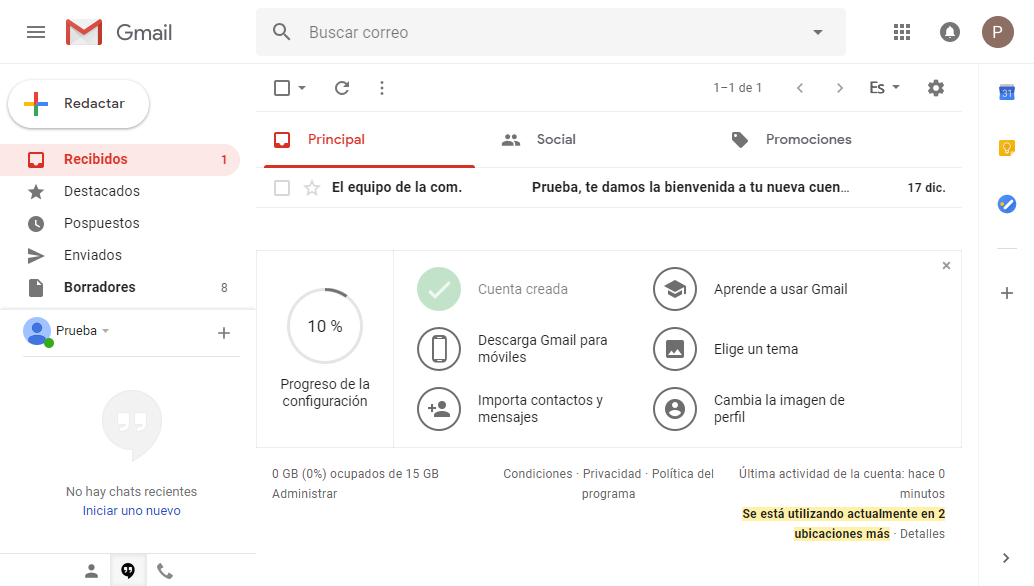 Gmail
Buscar correo
P
Redactar
1–1 de 1
Es
31
Principal
Social
Promociones
Recibidos 1
Destacados
Pospuestos
Enviados
Borradores 8
El equipo de la com. Prueba, te damos la bienvenida a tu nueva cuen… 17 dic.
Prueba
No hay chats recientes
Iniciar uno nuevo
10 %
Progreso de la
configuración
Cuenta creada
Aprende a usar Gmail
Descarga Gmail para
móviles
Elige un tema
Importa contactos y
mensajes
Cambia la imagen de
perfil
0 GB (0%) ocupados de 15 GB
Administrar
Condiciones · Privacidad · Política del
programa
Última actividad de la cuenta: hace 0
minutos
Se está utilizando actualmente en 2
ubicaciones más · Detalles